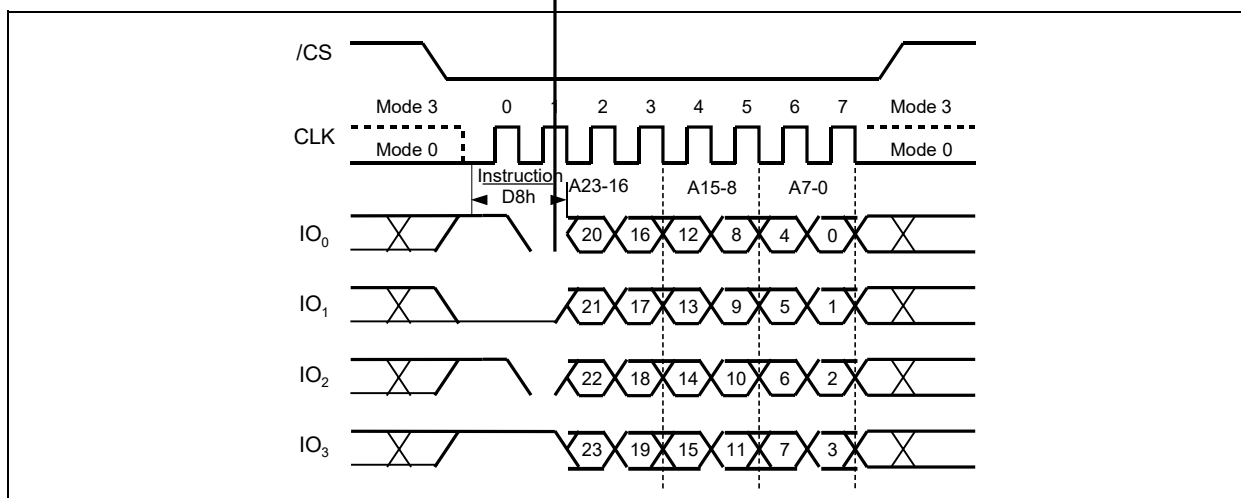 /CS
Mode 3 0 1 2 3 4 5 6 7 Mode 3
CLK
Mode 0 Mode 0
Instruction A23-16 A15-8 A7-0
D8h
IO0 20 16 12 8 4 0
IO1 21 17 13 9 5 1
IO2 22 18 14 10 6 2
IO3 23 19 15 11 7 3